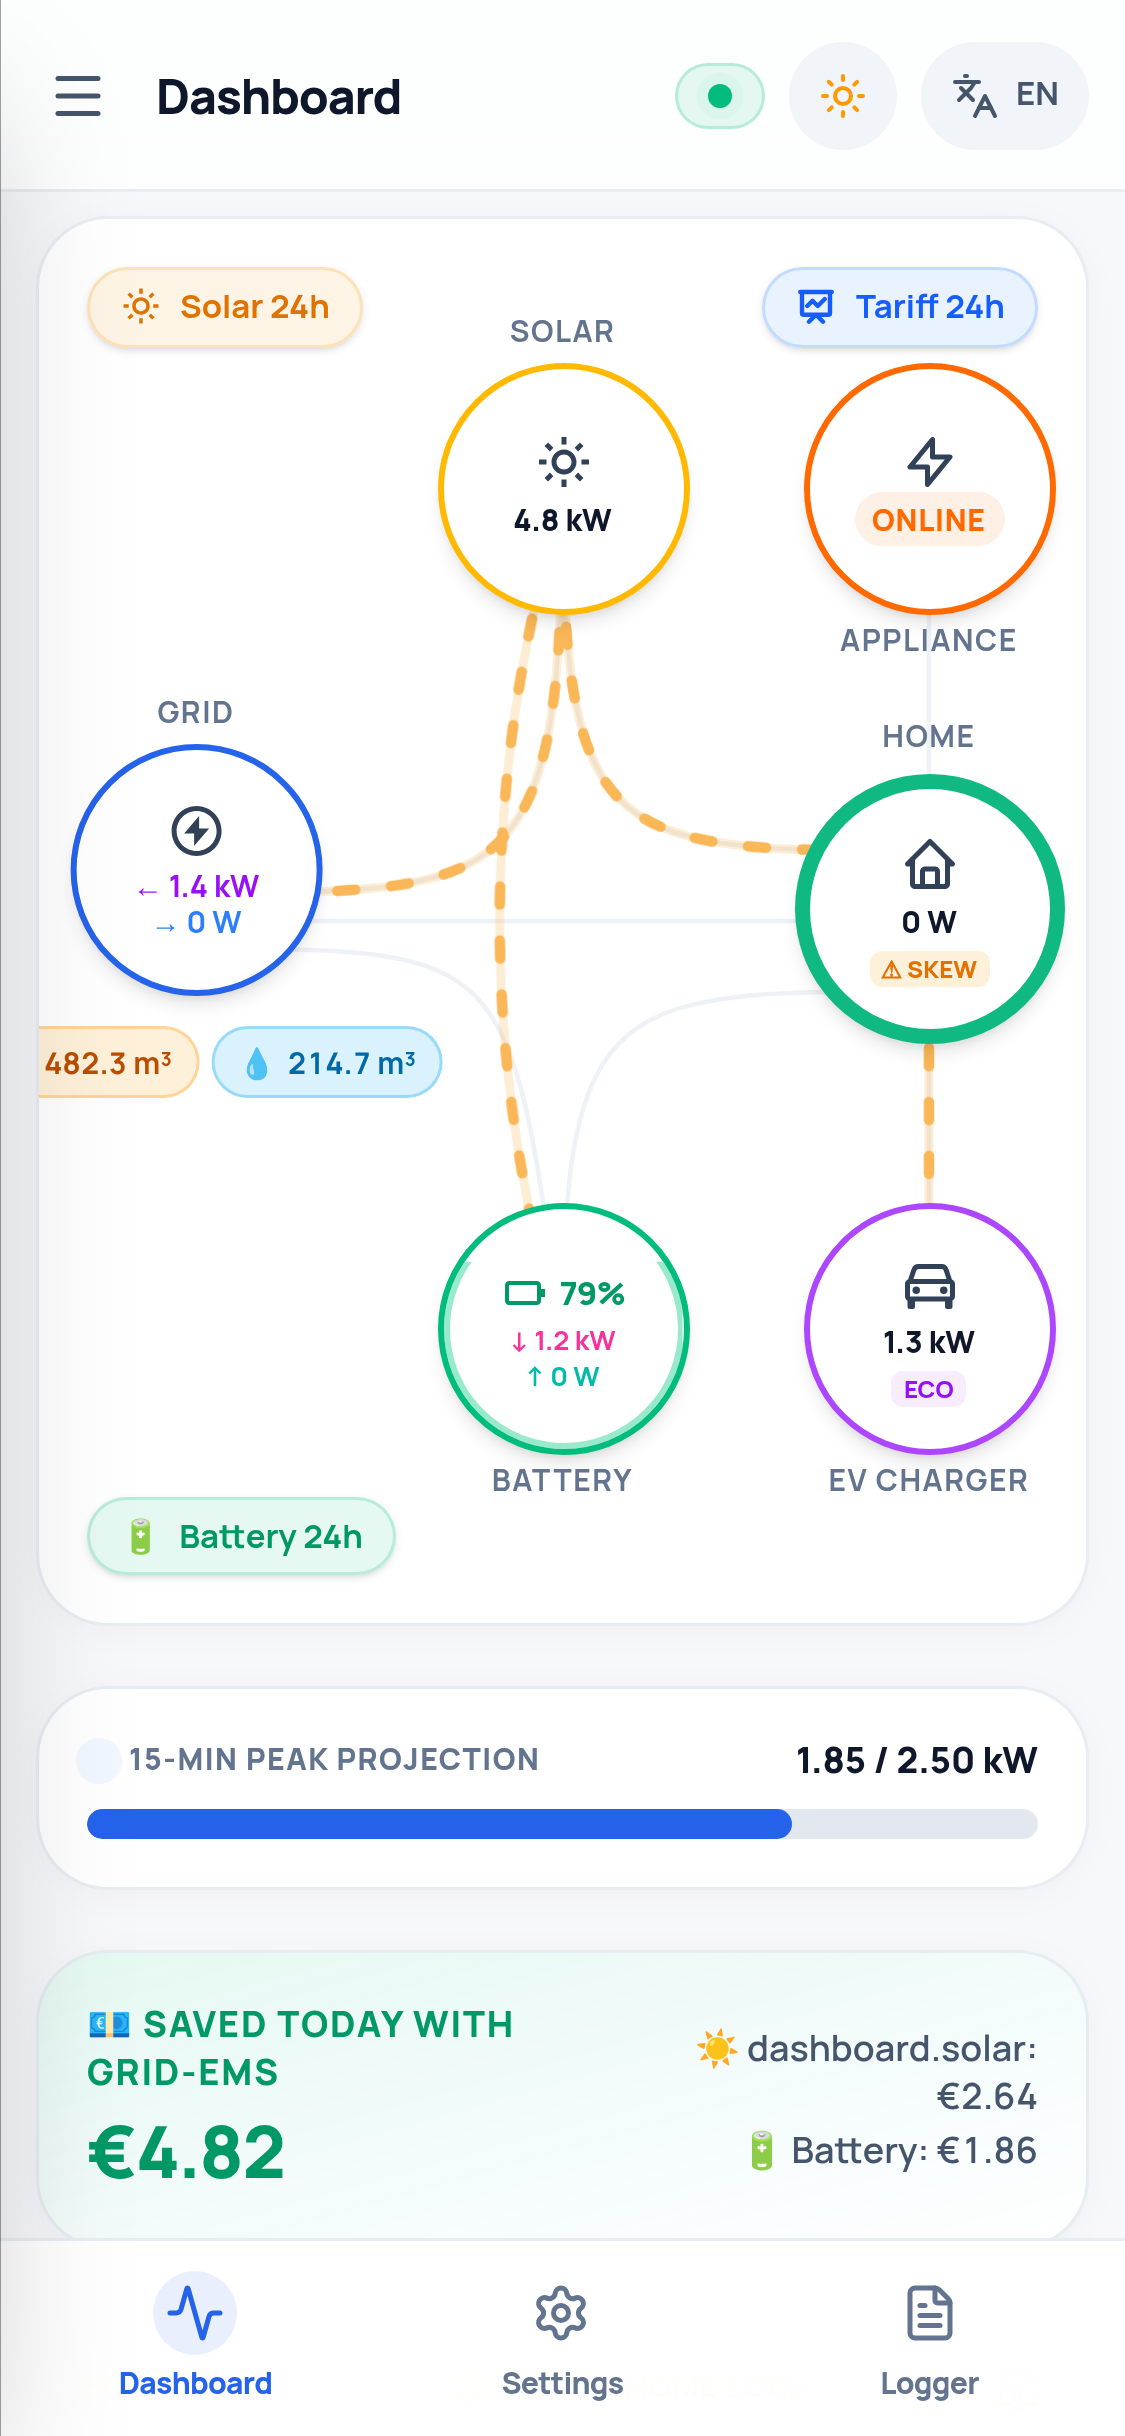 Dashboard
EN
Solar 24h
Tariff 24h
SOLAR
4.8 kW
ONLINE
APPLIANCE
GRID
← 1.4 kW
→ 0 W
HOME
0 W
⚠ SKEW
482.3 m³
💧 214.7 m³
79%
↓ 1.2 kW
↑ 0 W
BATTERY
1.3 kW
ECO
EV CHARGER
🔋 Battery 24h
15-MIN PEAK PROJECTION
1.85 / 2.50 kW
💶 SAVED TODAY WITH
GRID-EMS
€4.82
☀️ dashboard.solar:
€2.64
🔋 Battery: €1.86
Dashboard
Settings
Logger